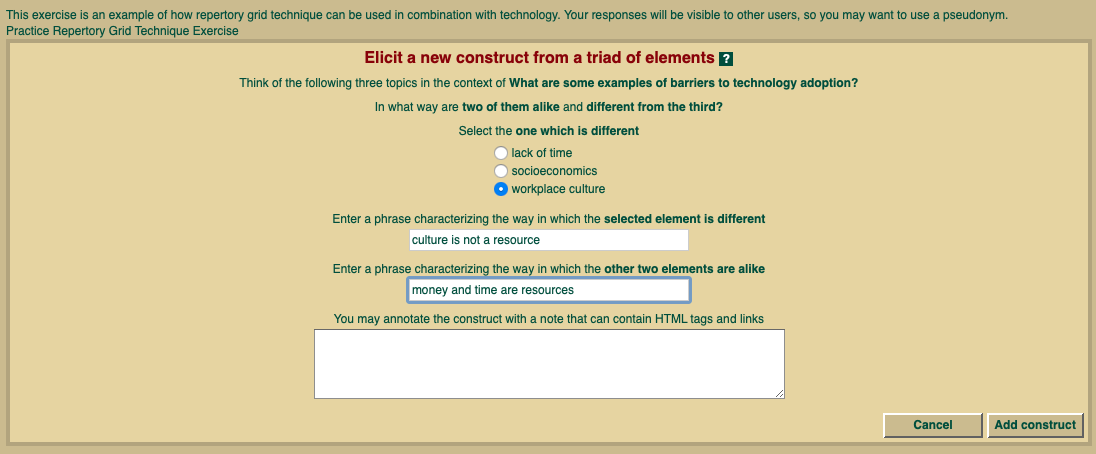 This exercise is an example of how repertory grid technique can be used in combination with technology. Your responses will be visible to other users, so you may want to use a pseudonym.
Practice Repertory Grid Technique Exercise
Elicit a new construct from a triad of elements ?
Think of the following three topics in the context of What are some examples of barriers to technology adoption?
In what way are two of them alike and different from the third?
Select the one which is different
lack of time
socioeconomics
workplace culture
Enter a phrase characterizing the way in which the selected element is different
culture is not a resource
Enter a phrase characterizing the way in which the other two elements are alike
money and time are resources
You may annotate the construct with a note that can contain HTML tags and links
Cancel Add construct